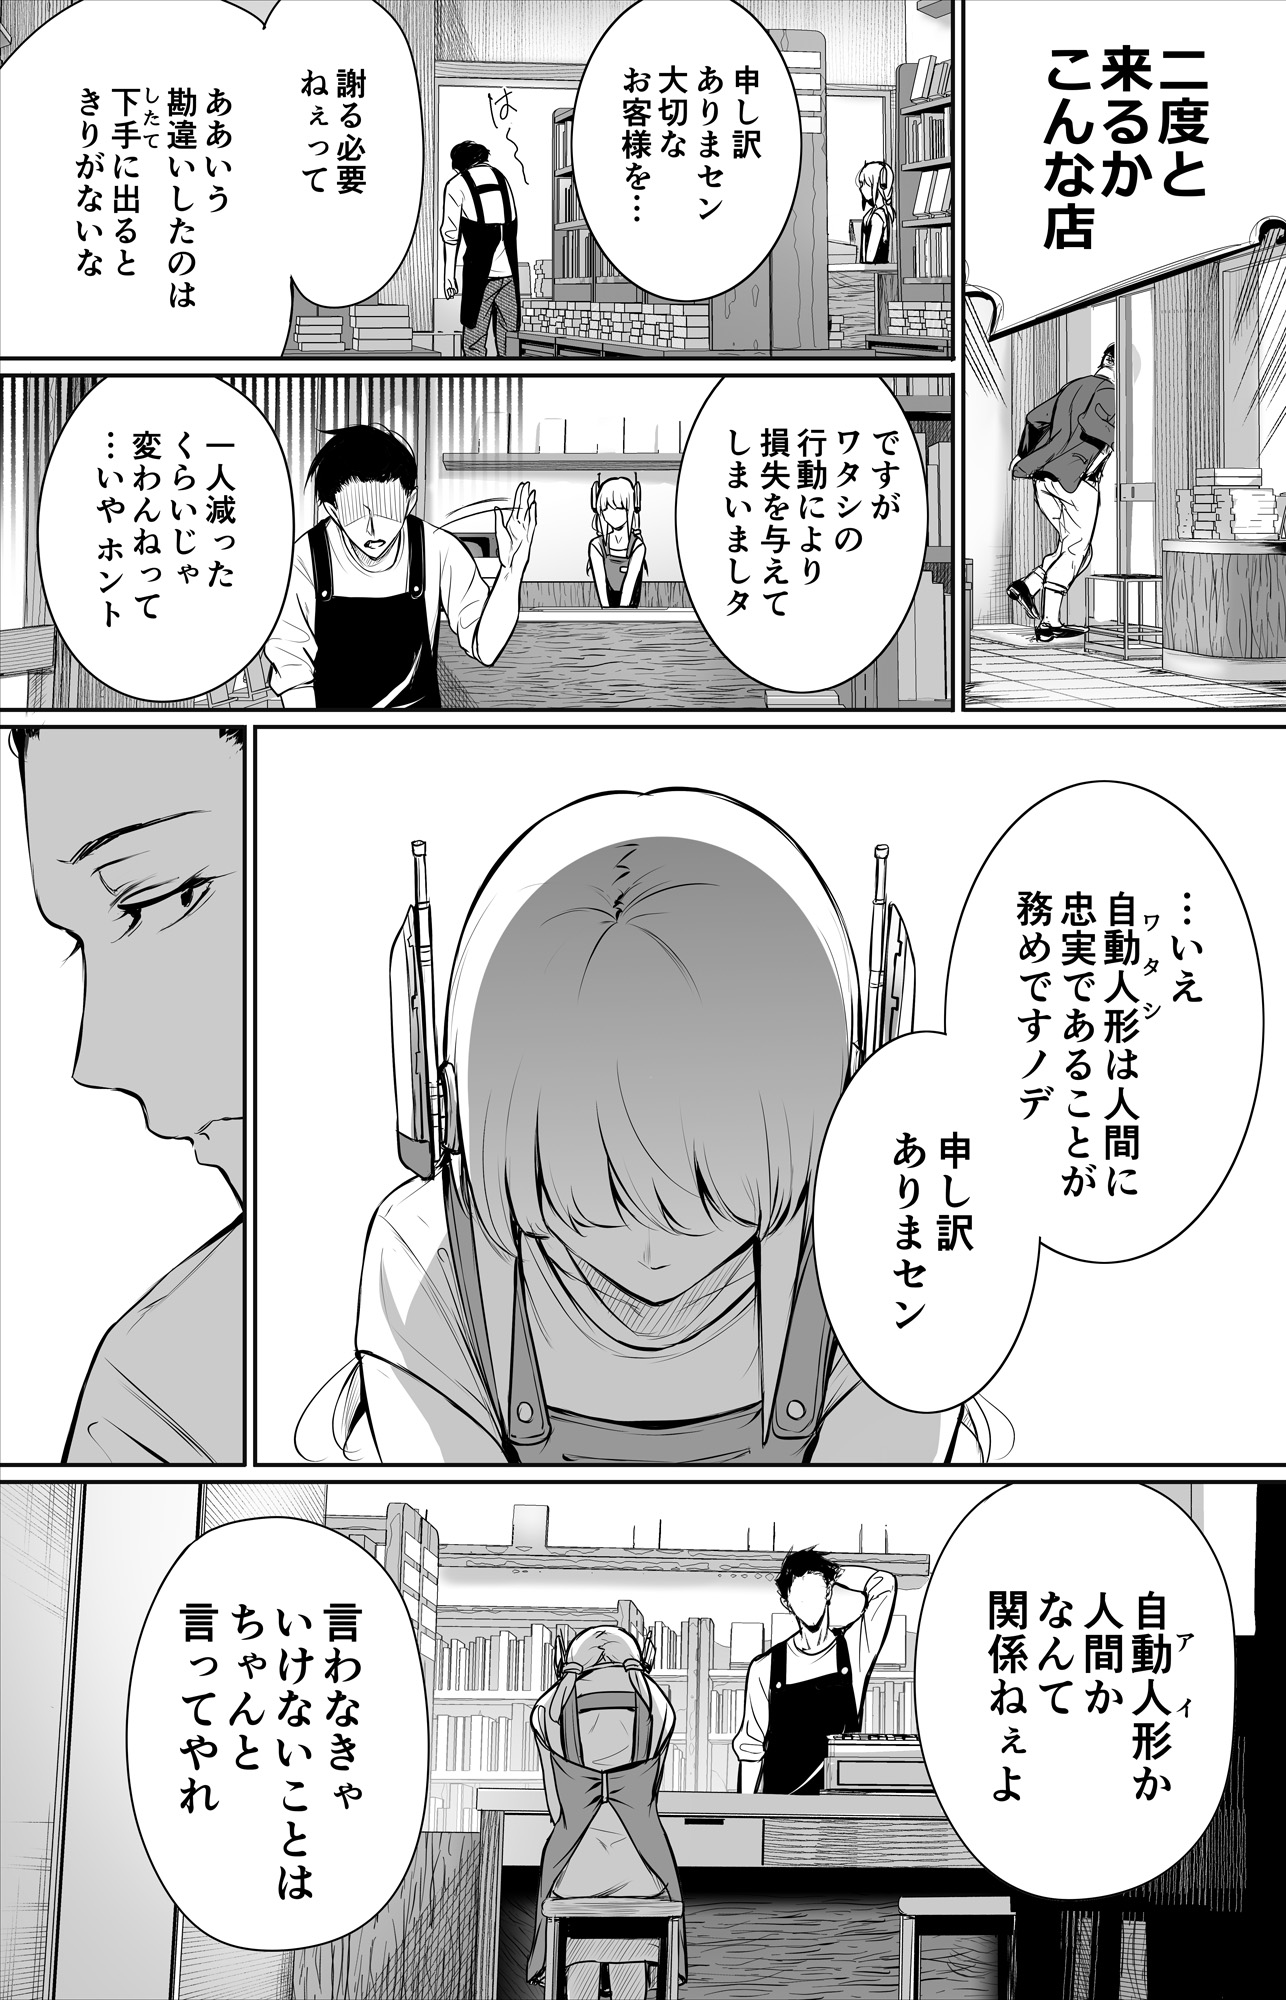 二度と
来るか
こんな店
申し訳
ありまセン
大切な
お客様を…
は〜
謝る必要
ねぇって
ああいう
勘違いしたのは
下手に出ると
したて
きりがないな
ですが
ワタシの
行動により
損失を与えて
しまいましタ
一人減った
くらいじゃ
変わんねって
…いやホント
…いえ
自動人形は人間に
ワタシ
忠実であることが
務めですノデ
申し訳
ありまセン
自動人形か
アイ
人間か
なんて
関係ねぇよ
言わなきゃ
いけないことは
ちゃんと
言ってやれ